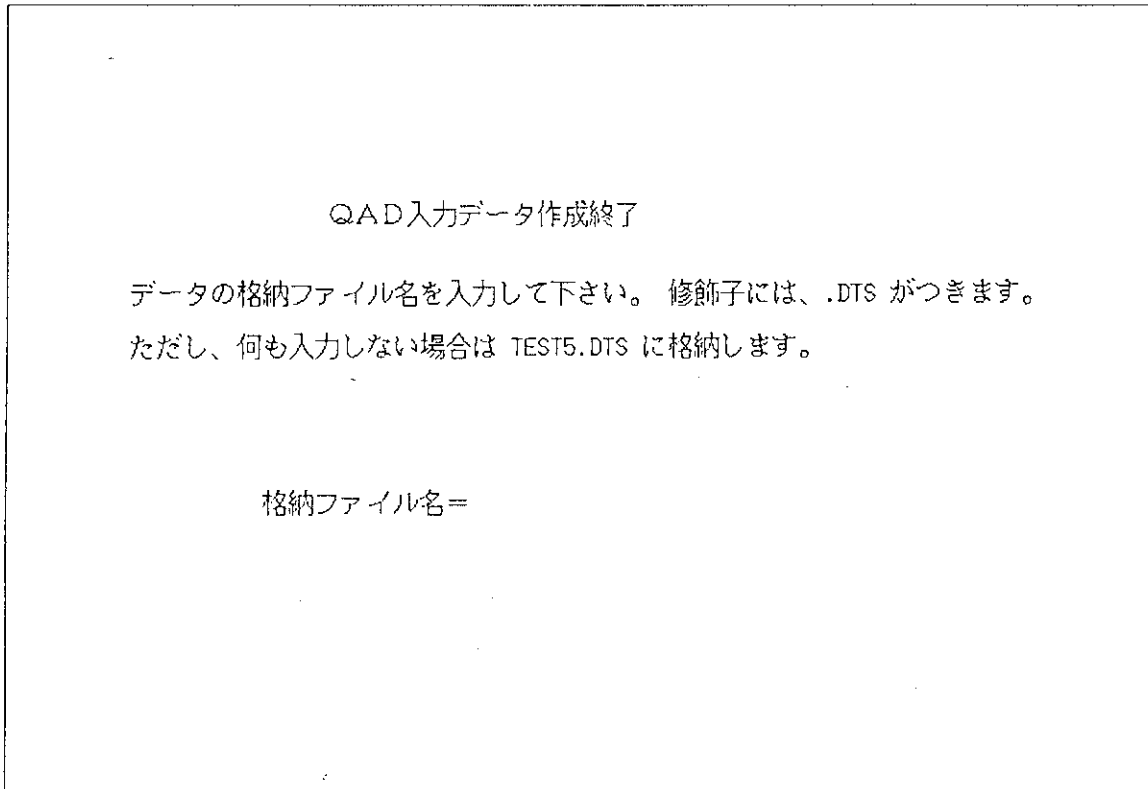 QAD入力データ作成終了
データの格納ファイル名を入力して下さい。 修飾子には、.DTS がつきます。
ただし、何も入力しない場合は TEST5.DTS に格納します。
格納ファイル名=